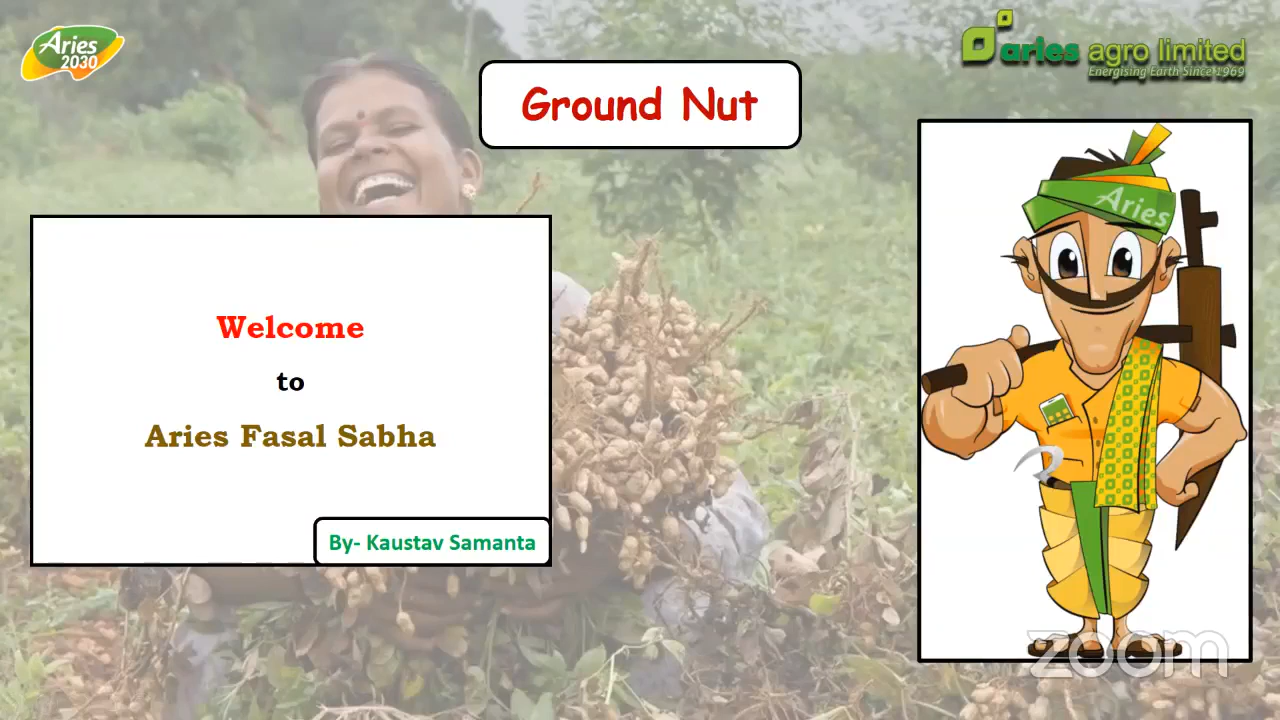 Aries
2030
aries agro limited
Energising Earth Since 1969
Ground Nut
Aries
Welcome
to
Aries Fasal Sabha
By- Kaustav Samanta
zoom